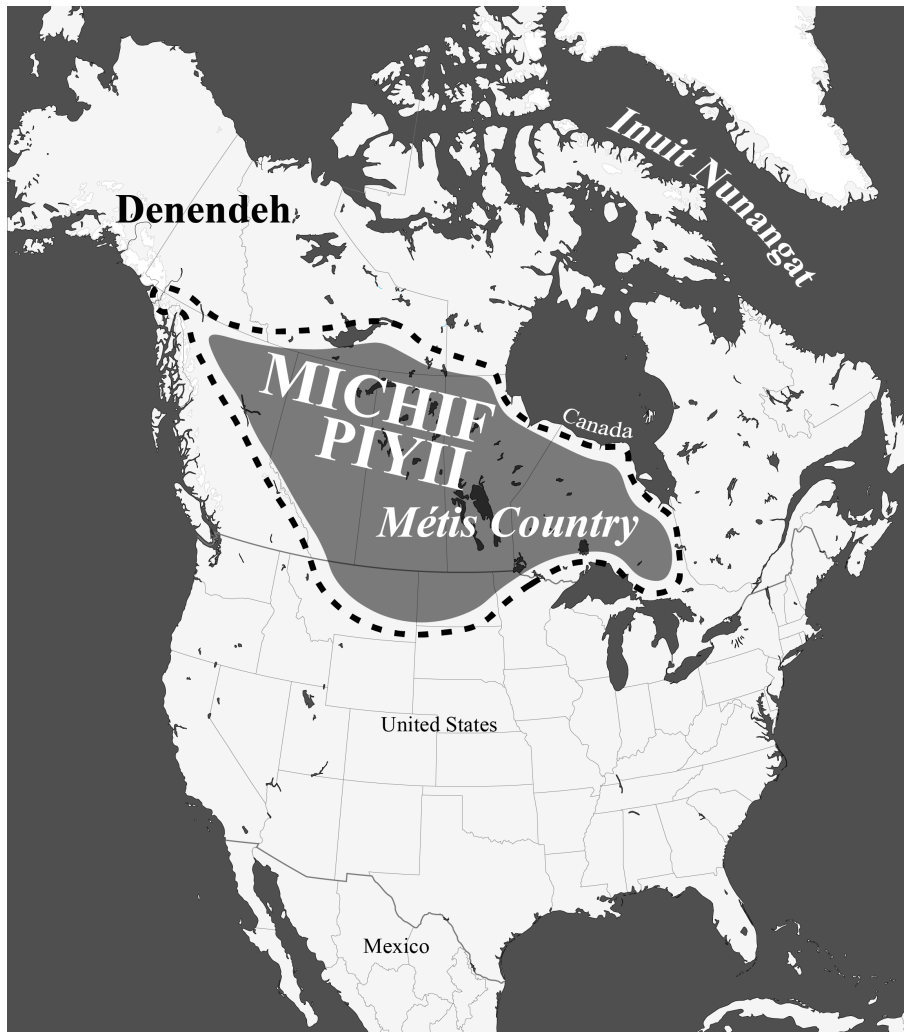 Inuit Nunangat
Denendeh
MICHIF
PIYII
Canada
Métis Country
United States
Mexico